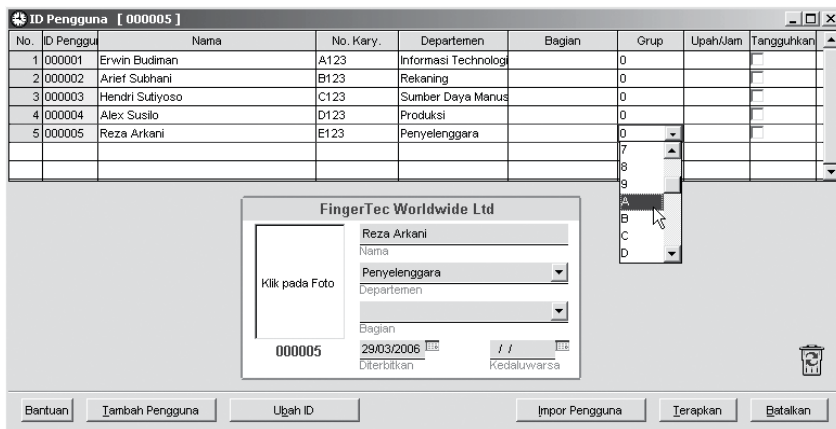 ID Pengguna [ 000005 ]
No. ID Penggu Nama No. Kary. Departemen Bagian Grup Upah/Jam Tangguhkan
1 000001 Erwin Budiman A123 Informasi Technologi 0
2 000002 Arief Subhani B123 Rekaning 0
3 000003 Hendri Sutiyoso C123 Sumber Daya Manus 0
4 000004 Alex Susilo D123 Produksi 0
5 000005 Reza Arkani E123 Penyelenggara 0
7
8
9
A
B
C
D
FingerTec Worldwide Ltd
Klik pada Foto
000005
Reza Arkani
Nama
Penyelenggara
Departemen
Bagian
29/03/2006 / /
Diterbitkan Kedaluwarsa
Bantuan Tambah Pengguna Ubah ID Impor Pengguna Terapkan Batalkan